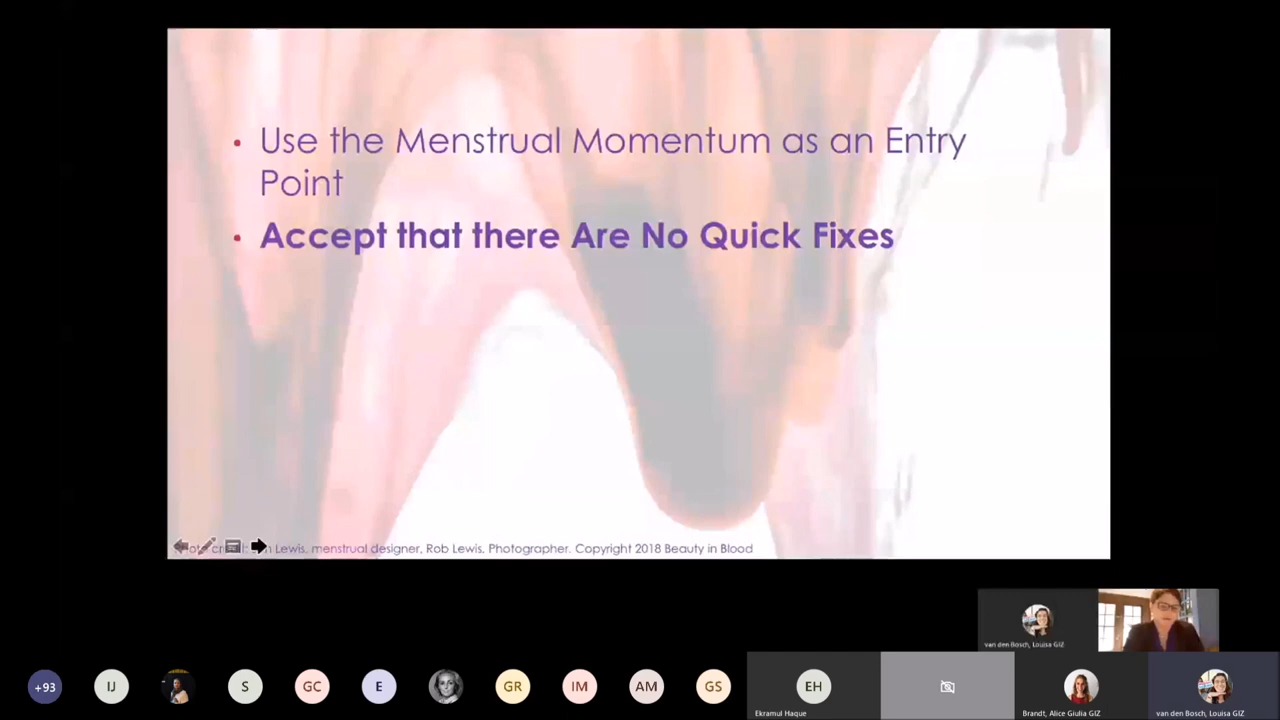 • Use the Menstrual Momentum as an Entry
Point
• Accept that there Are No Quick Fixes
Lewis, menstrual designer, Rob Lewis, Photographer. Copyright 2018 Beauty in Blood
van den Bosch, Louisa GIZ
+93
IJ
S
GC
E
GR
IM
AM
GS
EH
Ekramul Haque
Brandt, Alice Giulia GIZ
van den Bosch, Louisa GIZ